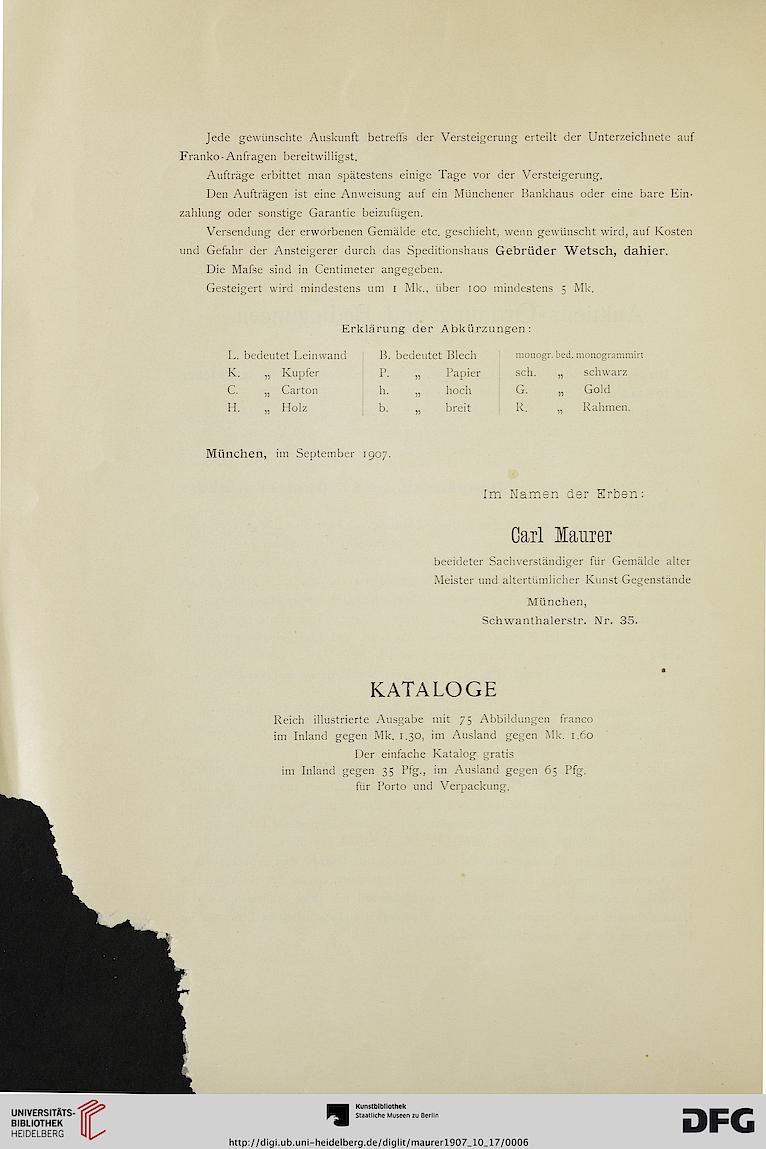 Jede gewünschte Auskunft betreffs der Versteigerung erteilt der Unterzeichnete auf
Franko-Anfragen bereitwilligst.
Aufträge erbittet man spätestens einige Tage vor der Versteigerung.
Den Aufträgen ist eine Anweisung auf ein Münchener Bankhaus oder eine bare Ein-
zahlung oder sonstige Garantie beizufügen.
Versendung der erworbenen Gemälde etc. geschieht, wenn gewünscht wird, auf Kosten
und Gefahr der Ansteigerer durch das Speditionshaus Gebrüder Wetsch, dahier.
Die Maſse sind in Centimeter angegeben.
Gesteigert wird mindestens um 1 Mk., über 100 mindestens 5 Mk.
Erklärung der Abkürzungen:
L. bedeutet Leinwand B. bedeutet Blech monogr. bed. monogrammirt
K. „ Kupfer P. „ Papier sch. „ schwarz
C. „ Carton h. „ hoch G. „ Gold
H. „ Holz b. „ breit R. „ Rahmen.
München, im September 1907.
Im Namen der Erben:
Carl Maurer
beeideter Sachverständiger für Gemälde alter
Meister und altertümlicher Kunst-Gegenstände
München,
Schwanthalerstr. Nr. 35.
KATALOGE
Reich illustrierte Ausgabe mit 75 Abbildungen franco
im Inland gegen Mk. 1.30, im Ausland gegen Mk. 1.60
Der einfache Katalog gratis
im Inland gegen 35 Pfg., im Ausland gegen 65 Pfg.
für Porto und Verpackung.
UNIVERSITÄTS-
BIBLIOTHEK
HEIDELBERG
Kunstbibliothek
Staatliche Museen zu Berlin
DFG
http://digi.ub.uni-heidelberg.de/diglit/maurer1907_10_17/0006